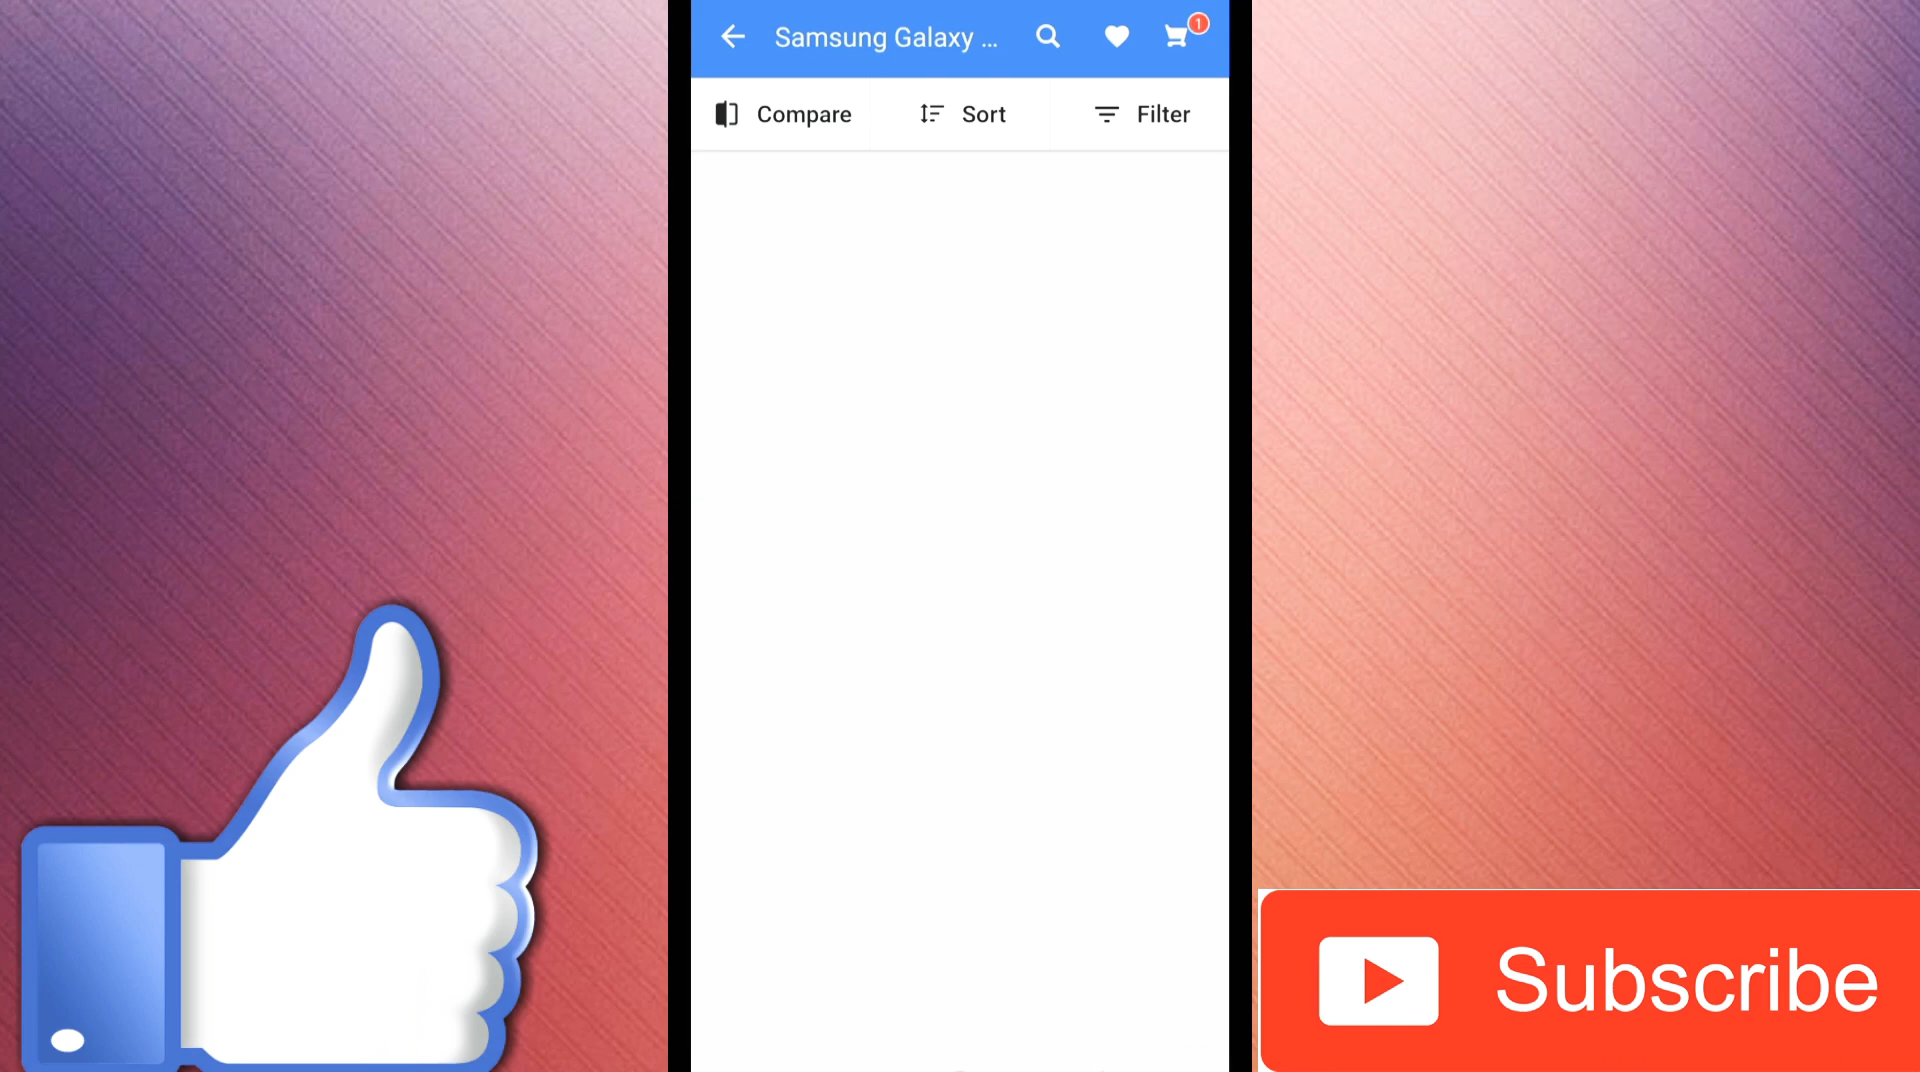 Samsung Galaxy ...
1
Compare
Sort
Filter
Subscribe